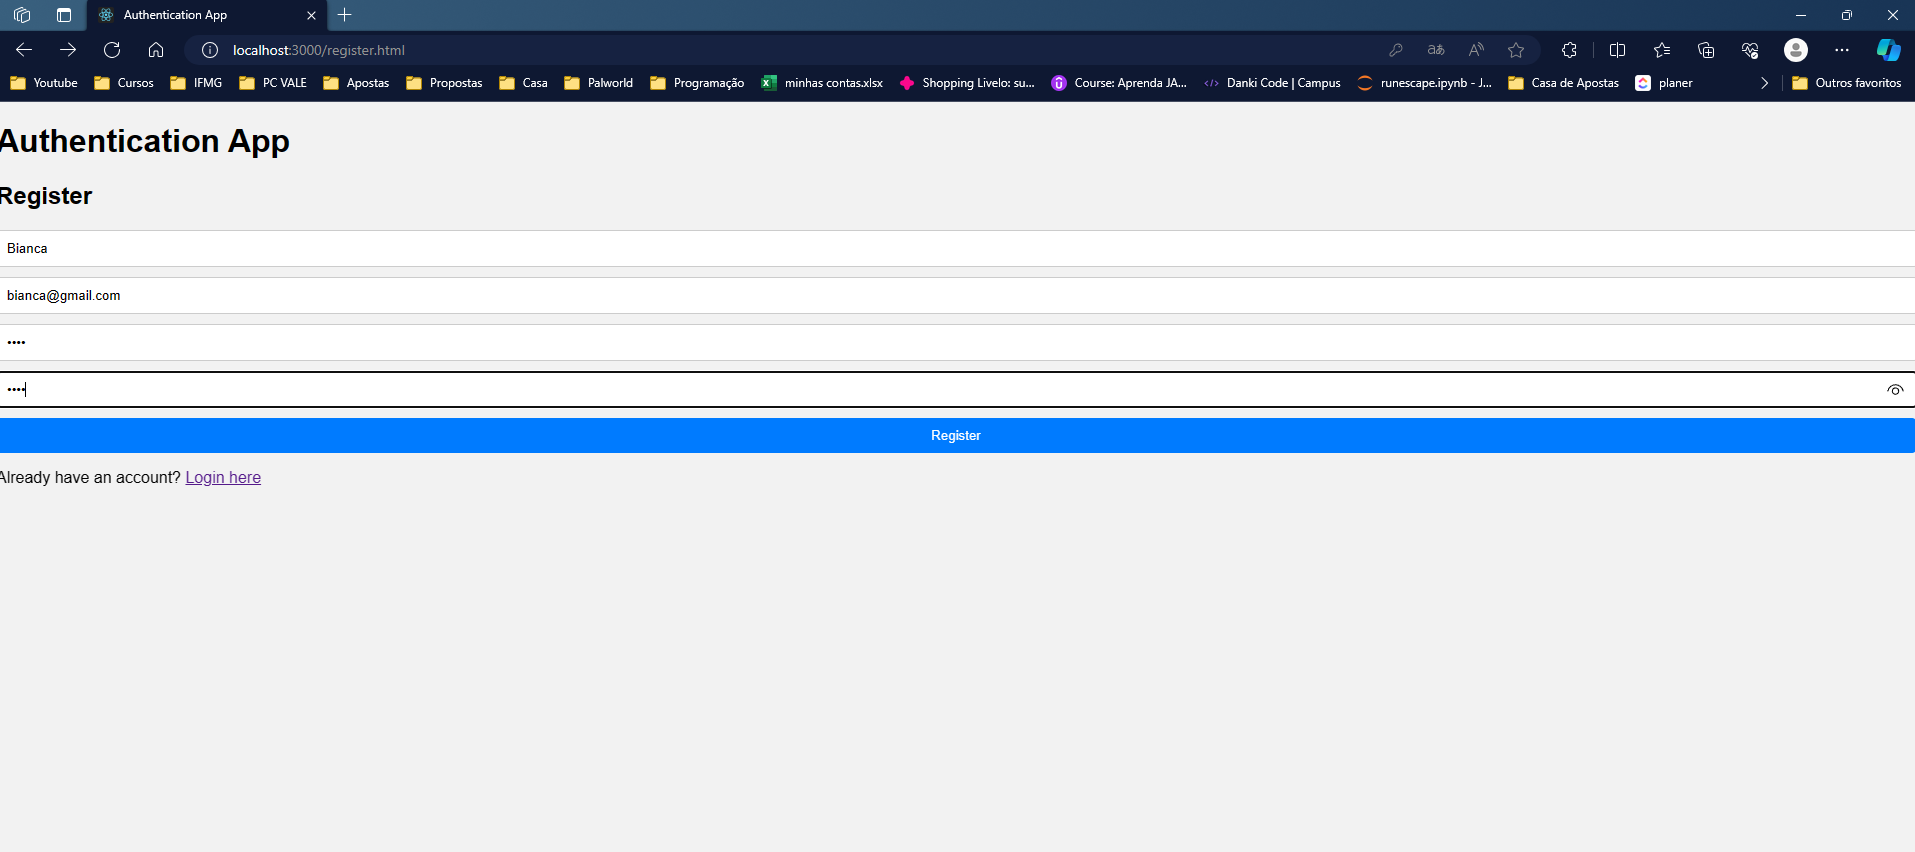 Authentication App
localhost:3000/register.html
Youtube Cursos IFMG PC VALE Apostas Propostas Casa Palworld Programação minhas contas.xlsx Shopping Livelo: su... Course: Aprenda JA... Danki Code | Campus runescape.ipynb - J... Casa de Apostas planer Outros favoritos
Authentication App
Register
Bianca
bianca@gmail.com
••••
••••
Register
Already have an account? Login here